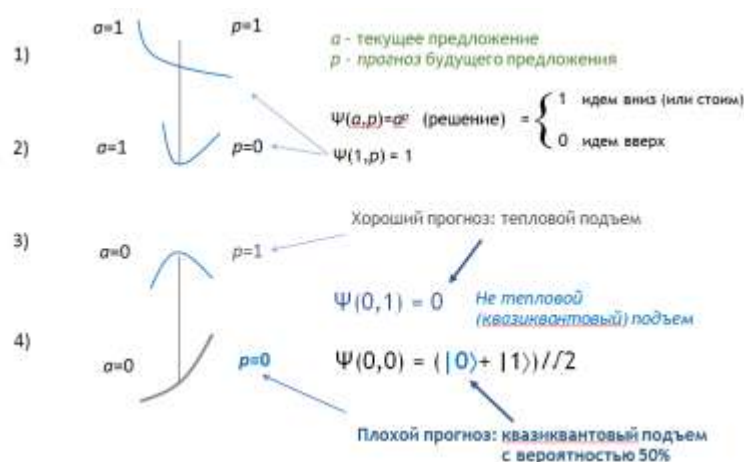 a=1 p=1
1)
a - текущее предложение
p - прогноз будущего предложения
Ψ(a,p)=aᵖ (решение) = { 1 идем вниз (или стоим)
0 идем вверх
2) a=1 p=0
Ψ(1,p) = 1
Хороший прогноз: тепловой подъем
3) a=0 p=1
Ψ(0,1) = 0
Не тепловой
(квазиквантовый) подъем
4)
a=0 p=0
Ψ(0,0) = (|0⟩+ |1⟩)/√2
Плохой прогноз: квазиквантовый подъем
с вероятностью 50%